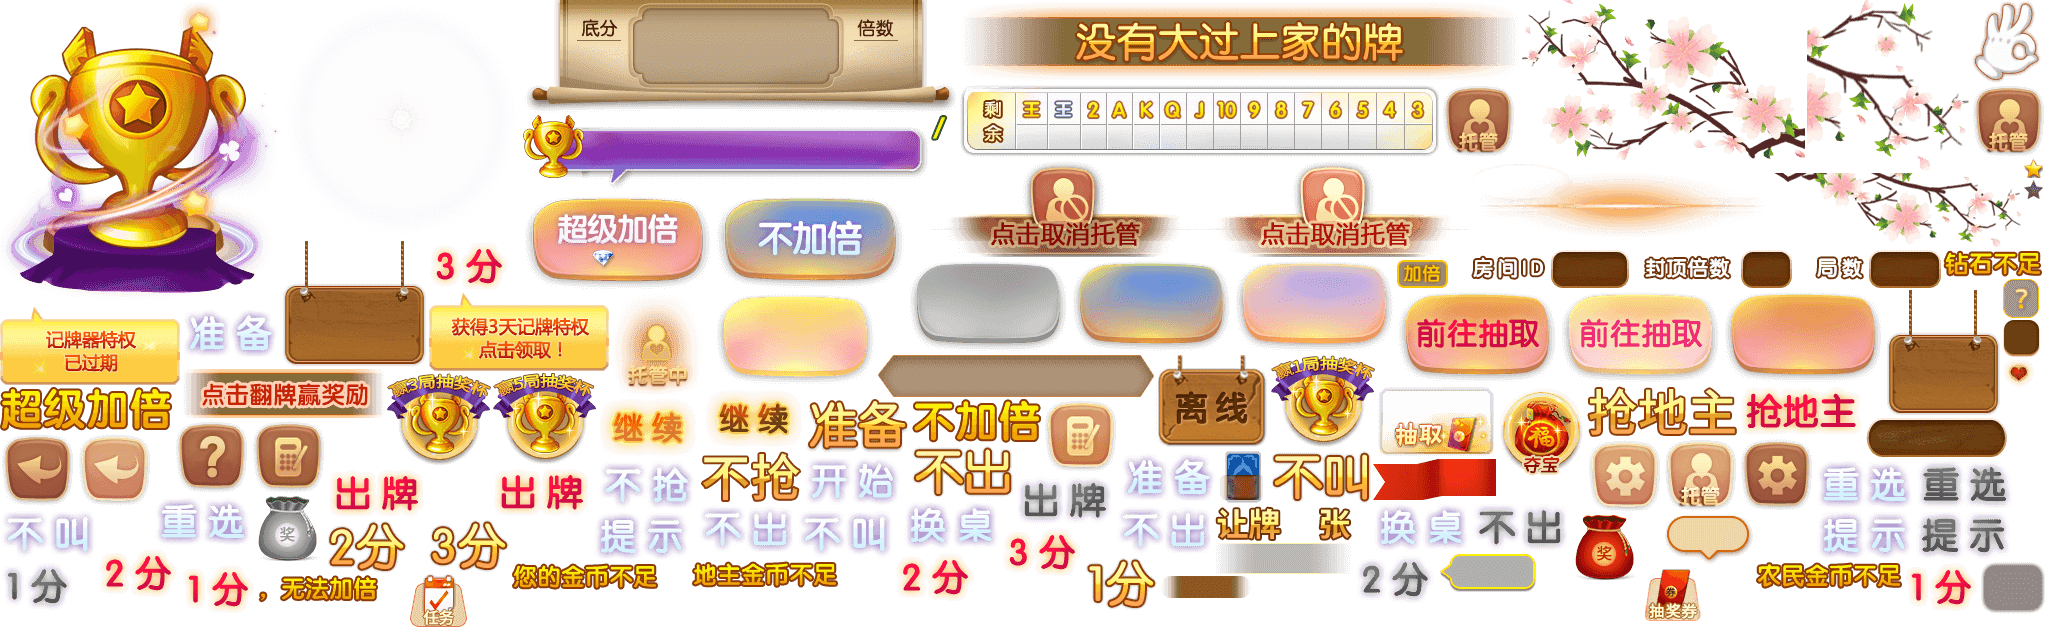 底分
倍数
没有大过上家的牌
剩余 王 王 2 A K Q J 10 9 8 7 6 5 4 3
托管
托管
超级加倍
不加倍
点击取消托管
点击取消托管
3 分
加倍
房间ID
封顶倍数
局数
钻石不足
?
记牌器特权
已过期
准 备
获得3天记牌特权
点击领取！
托管中
前往抽取
前往抽取
超级加倍
点击翻牌赢奖励
赢3局抽奖杯
赢5局抽奖杯
继 续
继 续
准备
不加倍
离 线
赢1局抽奖杯
抽取
福
夺宝
抢地主
抢地主
?
出 牌
出 牌
不 抢
不抢
开 始
不出
出 牌
准 备
不叫
托管
重 选
重 选
不 叫
重 选
奖
2分
3分
提 示
不 出
不 叫
换 桌
3 分
不 出
让牌
张
换 桌
不 出
奖
提 示
提 示
1 分
2 分
1 分
，无法加倍
任务
您的金币不足
地主金币不足
2 分
1分
2 分
券
抽奖券
农民金币不足
1 分